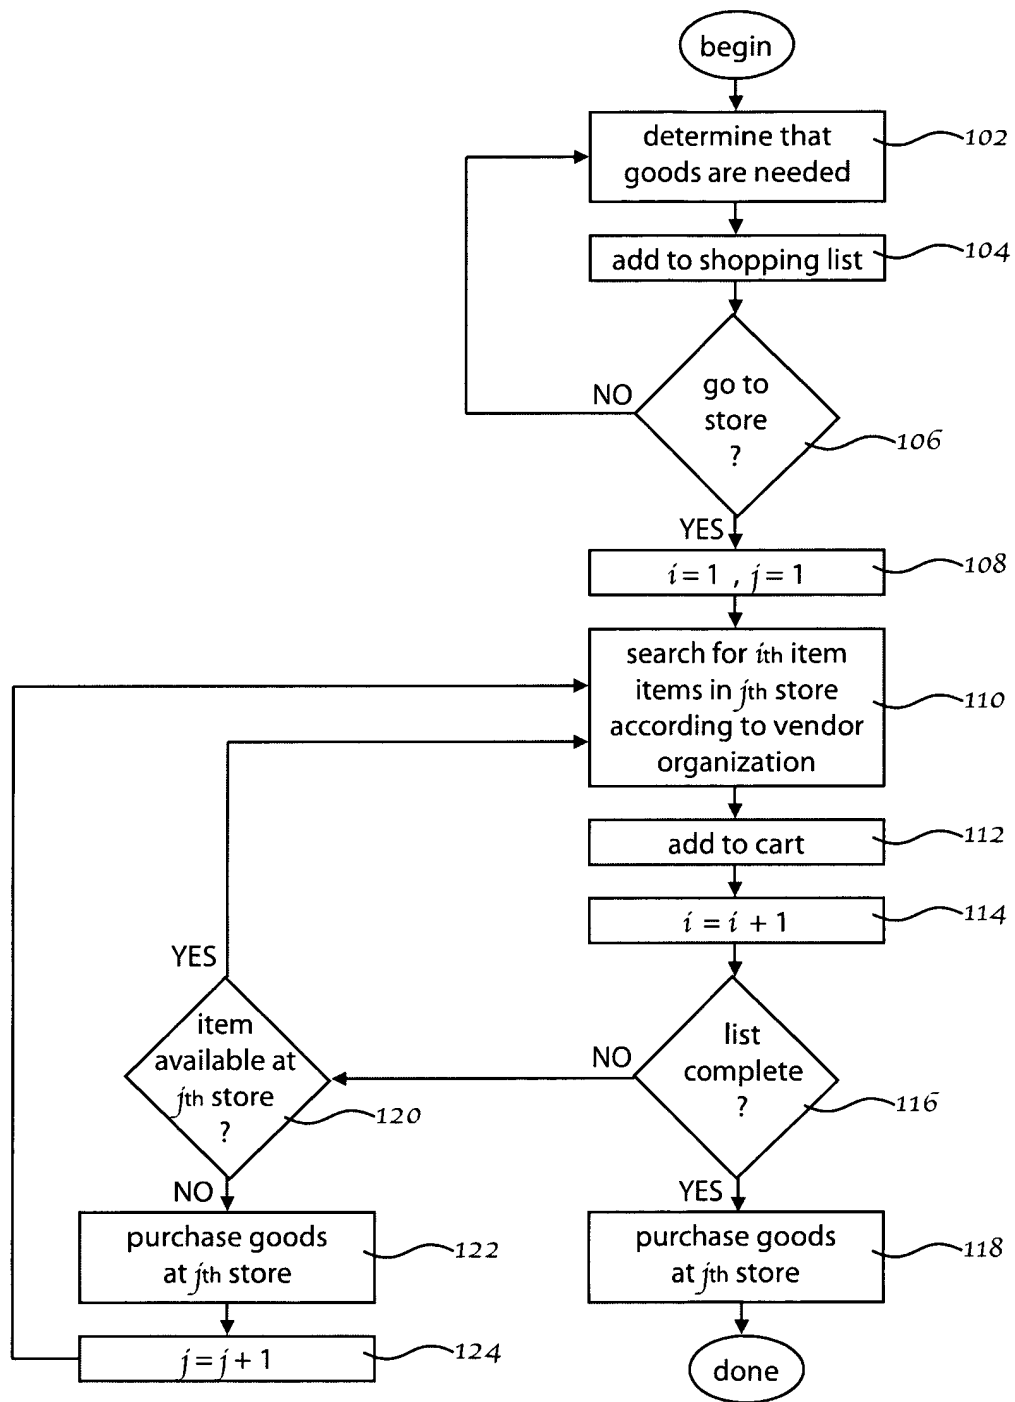 begin
determine that
goods are needed
102
add to shopping list
104
go to
store
?
106
NO
YES
i = 1 , j = 1
108
search for ith item
items in jth store
according to vendor
organization
110
add to cart
112
i = i + 1
114
list
complete
?
116
NO
YES
item
available at
jth store
?
120
YES
NO
purchase goods
at jth store
122
j = j + 1
124
purchase goods
at jth store
118
done